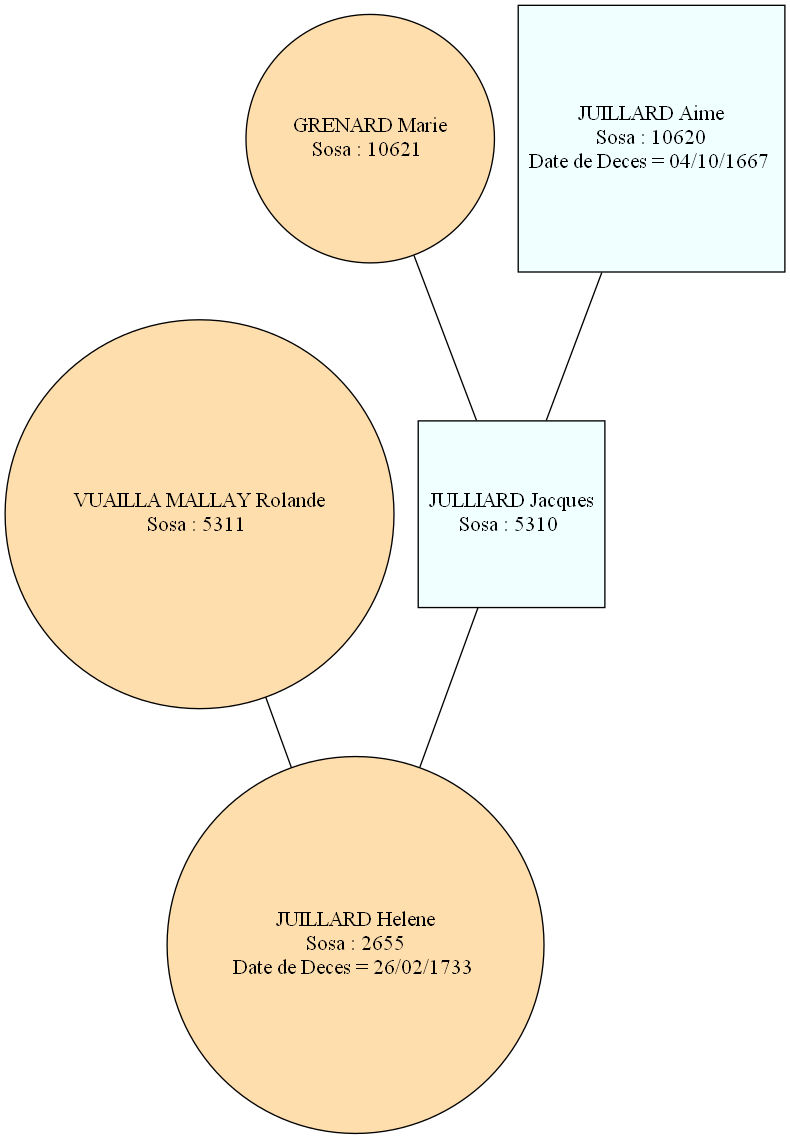 GRENARD Marie
Sosa : 10621
JUILLARD Aime
Sosa : 10620
Date de Deces = 04/10/1667
VUAILLA MALLAY Rolande
Sosa : 5311
JULLIARD Jacques
Sosa : 5310
JUILLARD Helene
Sosa : 2655
Date de Deces = 26/02/1733